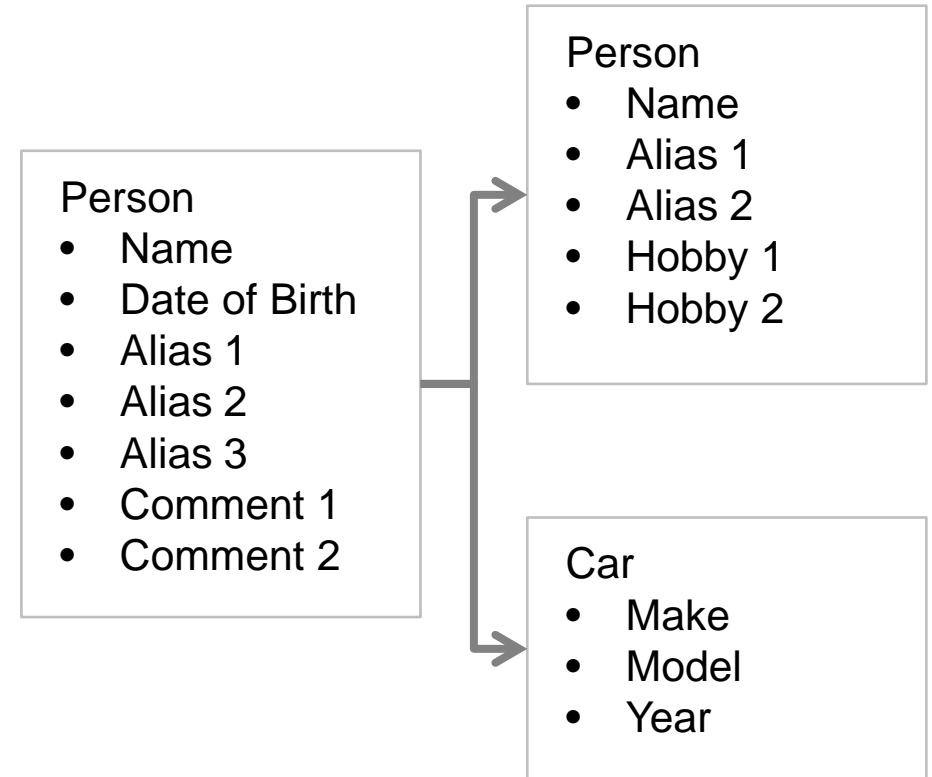 Person
• Name
• Date of Birth
• Alias 1
• Alias 2
• Alias 3
• Comment 1
• Comment 2
Person
• Name
• Alias 1
• Alias 2
• Hobby 1
• Hobby 2
Car
• Make
• Model
• Year